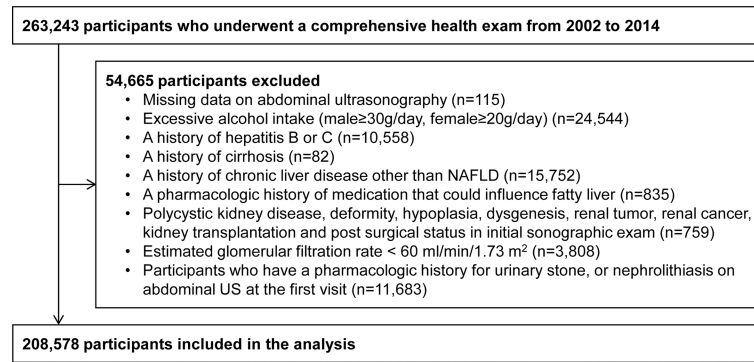 263,243 participants who underwent a comprehensive health exam from 2002 to 2014
54,665 participants excluded
• Missing data on abdominal ultrasonography (n=115)
• Excessive alcohol intake (male≥30g/day, female≥20g/day) (n=24,544)
• A history of hepatitis B or C (n=10,558)
• A history of cirrhosis (n=82)
• A history of chronic liver disease other than NAFLD (n=15,752)
• A pharmacologic history of medication that could influence fatty liver (n=835)
• Polycystic kidney disease, deformity, hypoplasia, dysgenesis, renal tumor, renal cancer,
kidney transplantation and post surgical status in initial sonographic exam (n=759)
• Estimated glomerular filtration rate < 60 ml/min/1.73 m² (n=3,808)
• Participants who have a pharmacologic history for urinary stone, or nephrolithiasis on
abdominal US at the first visit (n=11,683)
208,578 participants included in the analysis